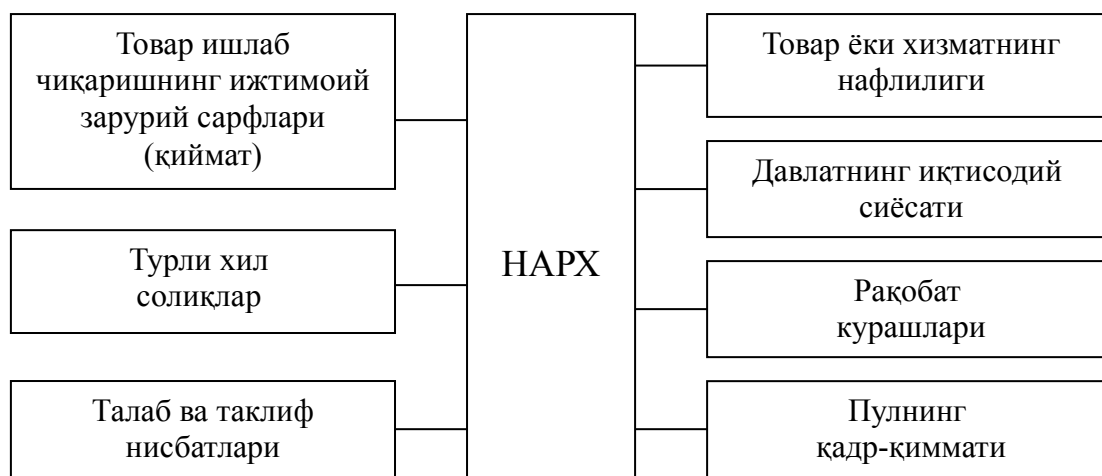 Товар ишлаб
чиқаришнинг ижтимоий
зарурий сарфлари
(қиймат)
Турли хил
солиқлар
Талаб ва таклиф
нисбатлари
НАРХ
Товар ёки хизматнинг
нафлилиги
Давлатнинг иқтисодий
сиёсати
Рақобат
курашлари
Пулнинг
қадр-қиммати